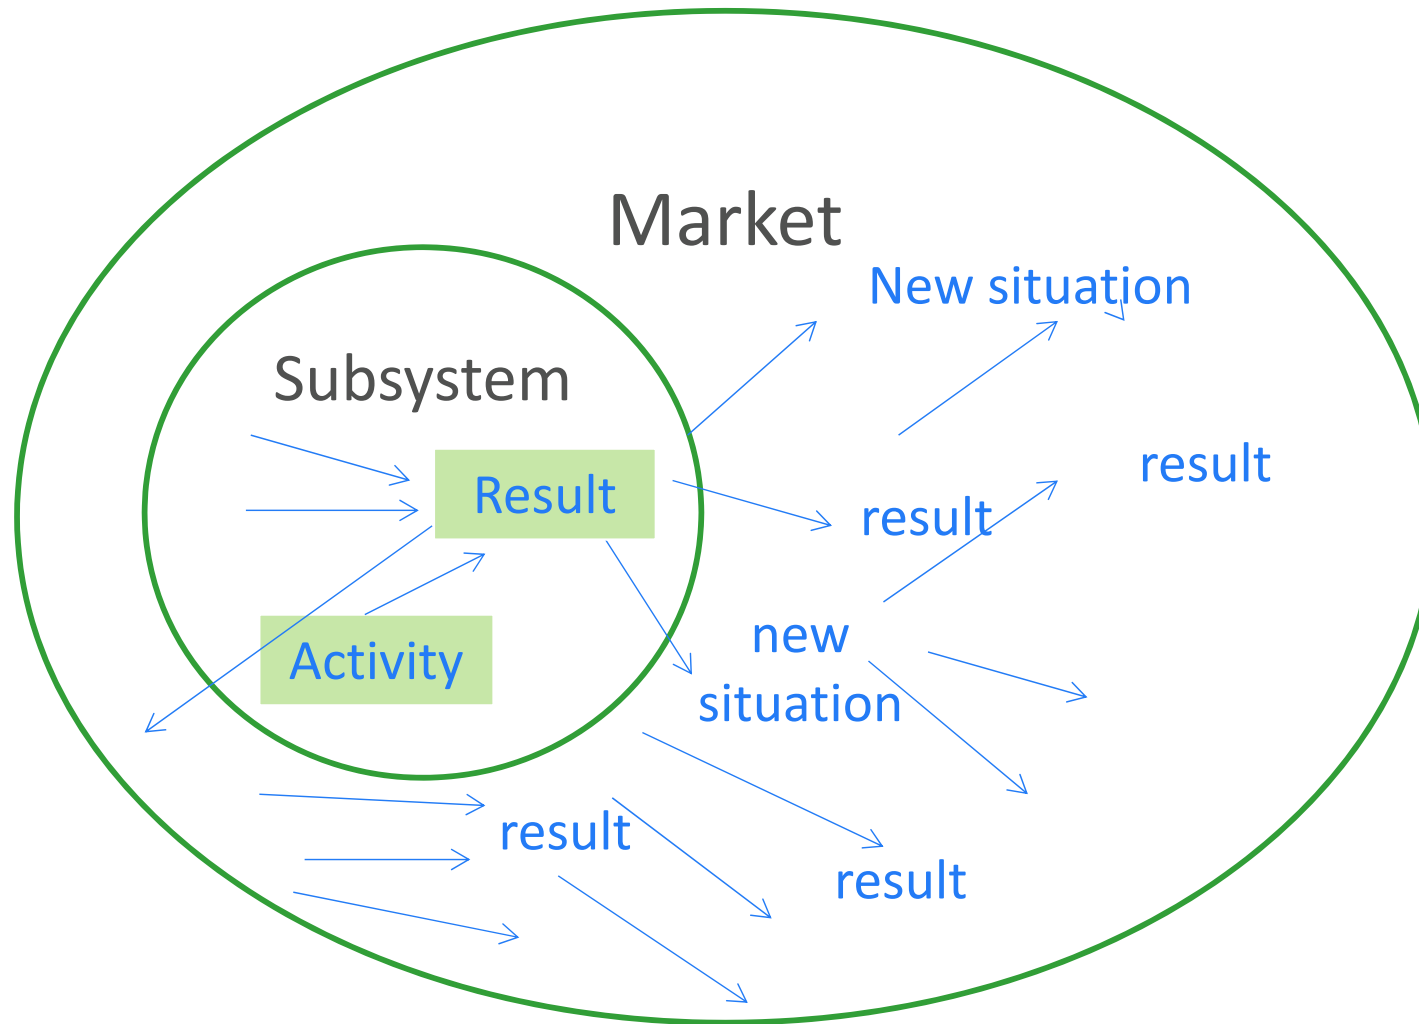 Market
New situation
Subsystem
result
Result
result
new
situation
Activity
result
result